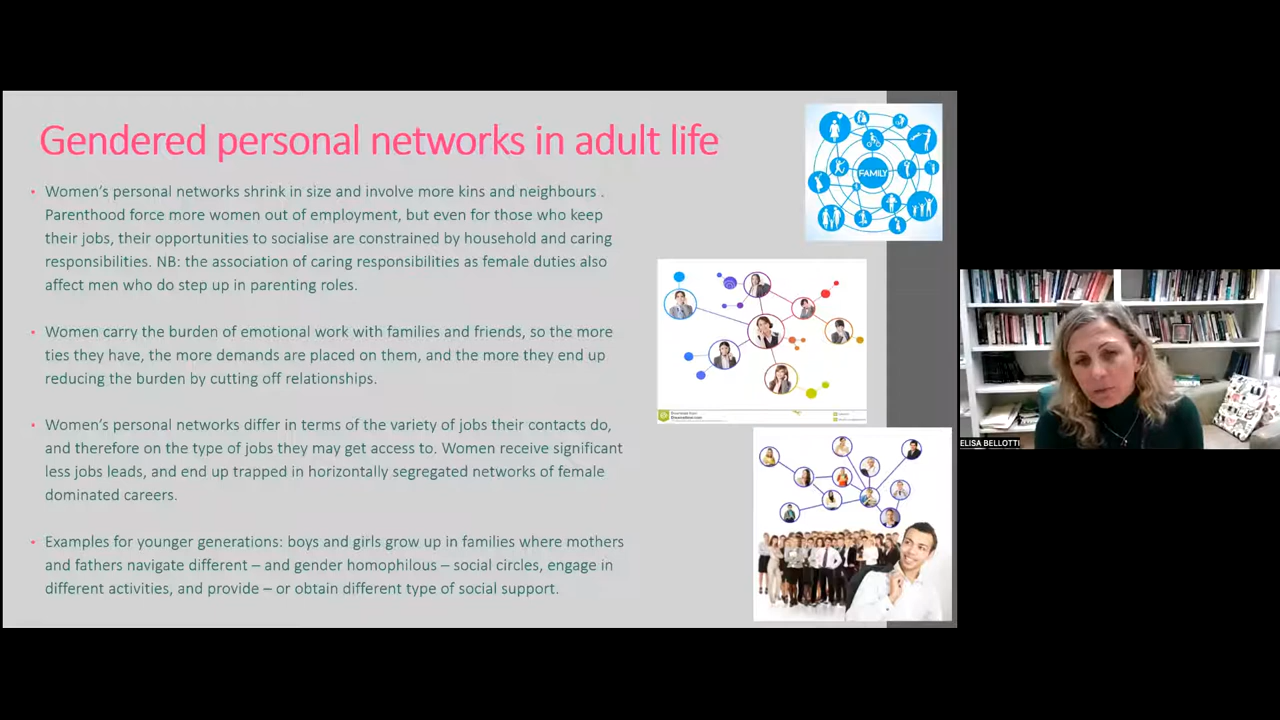 Gendered personal networks in adult life
• Women's personal networks shrink in size and involve more kins and neighbours .
Parenthood force more women out of employment, but even for those who keep
their jobs, their opportunities to socialise are constrained by household and caring
responsibilities. NB: the association of caring responsibilities as female duties also
affect men who do step up in parenting roles.
• Women carry the burden of emotional work with families and friends, so the more
ties they have, the more demands are placed on them, and the more they end up
reducing the burden by cutting off relationships.
• Women's personal networks differ in terms of the variety of jobs their contacts do,
and therefore on the type of jobs they may get access to. Women receive significant
less jobs leads, and end up trapped in horizontally segregated networks of female
dominated careers.
• Examples for younger genrations: boys and girls grow up in families where mothers
and fathers navigate different – and gender homophilous – social circles, engage in
different activities, and provide – or obtain different type of social support.
FAMILY
ELISA BELLOTTI